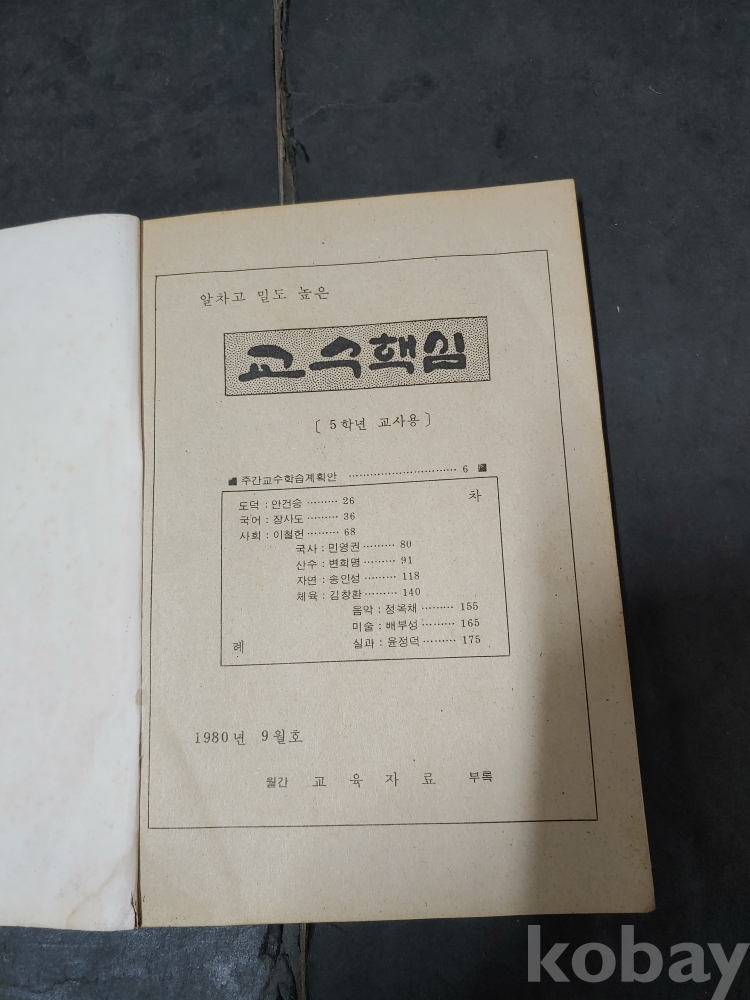 알차고 밀도 높은
교수핵심
〔 5학년 교사용 〕
주간교수학습계획안 ………………………… 6
차
도덕 : 안건승 ……… 26
국어 : 장사도 ……… 36
사회 : 이철헌 ……… 68
국사 : 민영권 ……… 80
산수 : 변희명 ……… 91
자연 : 송인성 ……… 118
체육 : 김창환 ……… 140
음악 : 정옥채 ……… 155
미술 : 배부성 ……… 165
실과 : 윤정덕 ……… 175
례
1980년 9월호
월간 교육자료 부록
kobay